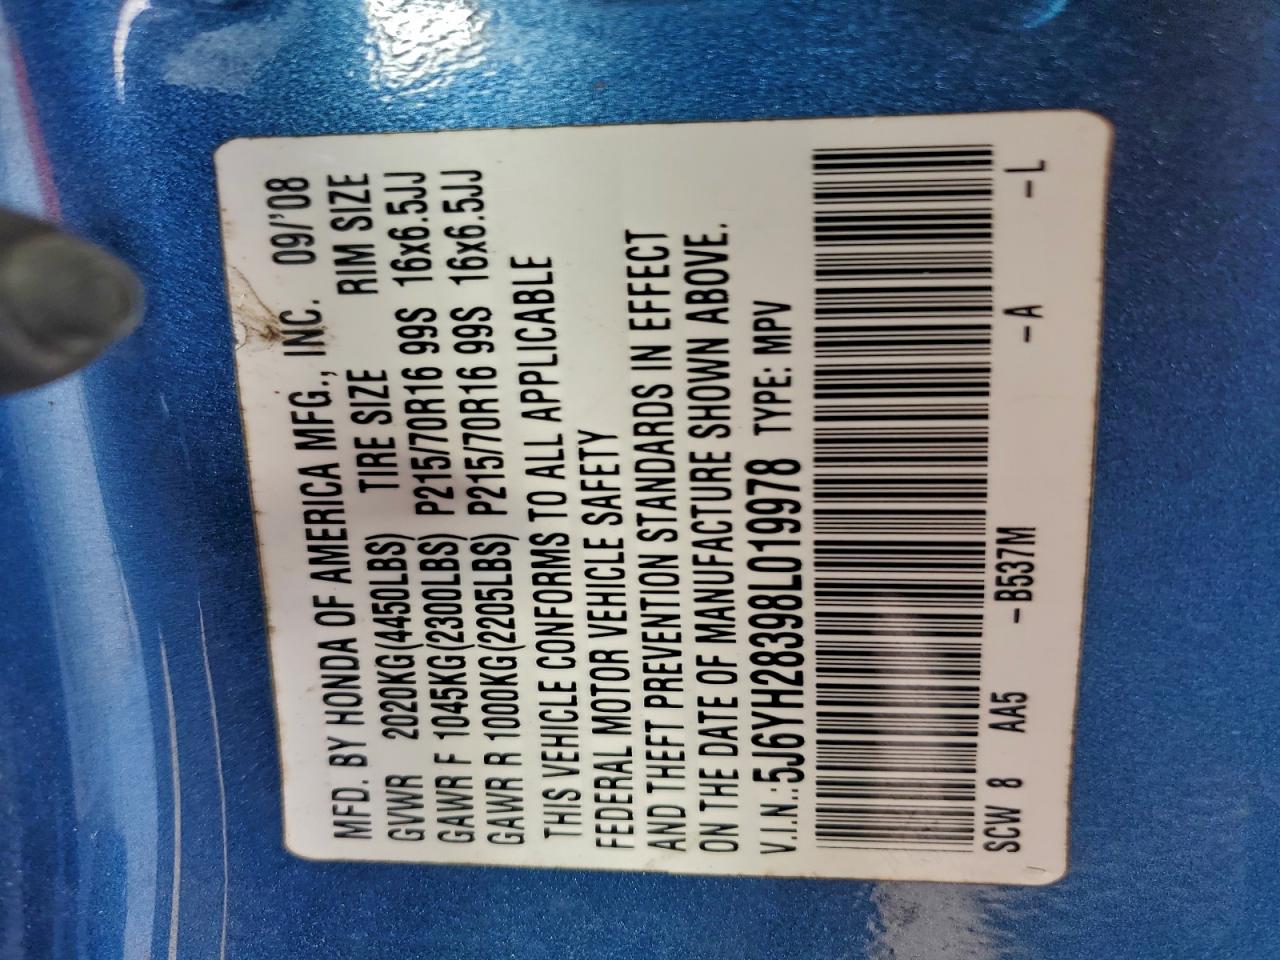 MFD. BY HONDA OF AMERICA MFG., INC. 09/'08
GVWR 2020KG(4450LBS) TIRE SIZE RIM SIZE
GAWR F 1045KG(2300LBS) P215/70R16 99S 16x6.5JJ
GAWR R 1000KG(2205LBS) P215/70R16 99S 16x6.5JJ
THIS VEHICLE CONFORMS TO ALL APPLICABLE
FEDERAL MOTOR VEHICLE SAFETY
AND THEFT PREVENTION STANDARDS IN EFFECT
ON THE DATE OF MANUFACTURE SHOWN ABOVE.
V.I.N.:5J6YH28398L019978 TYPE: MPV
SCW 8 AA5 -B537M -A -L